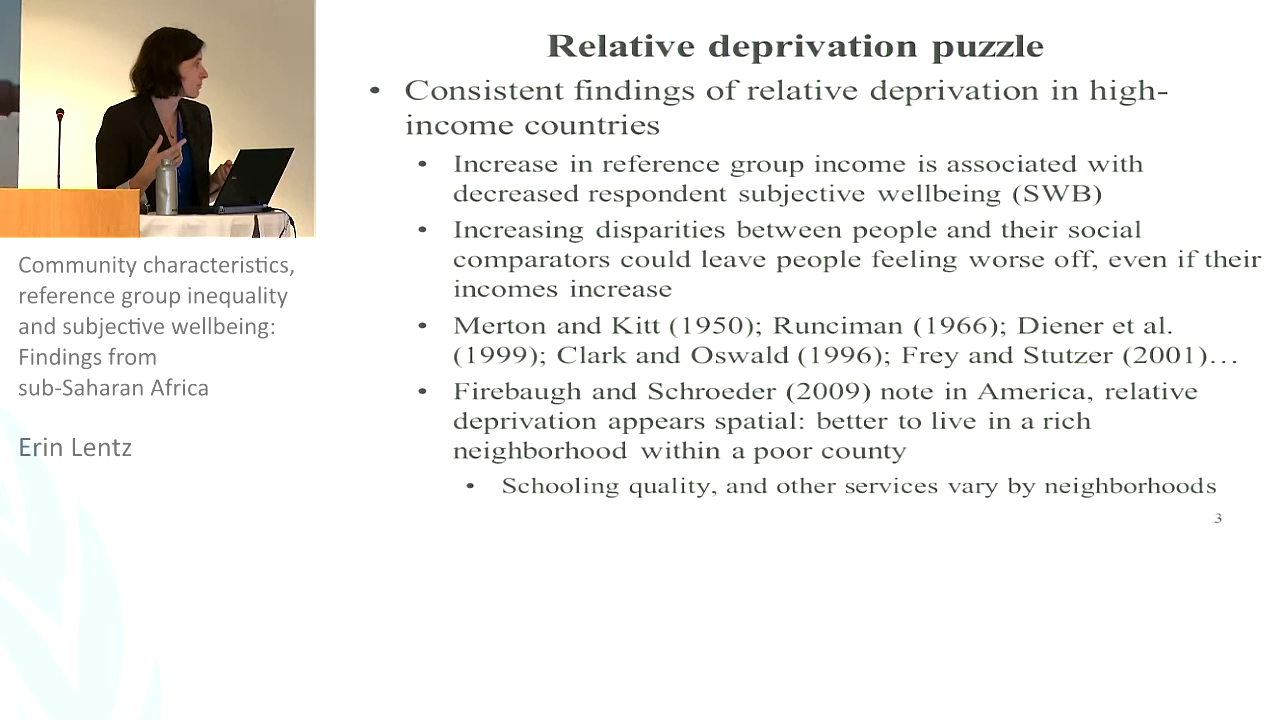 Relative deprivation puzzle
• Consistent findings of relative deprivation in high-
income countries
• Increase in reference group income is associated with
decreased respondent subjective wellbeing (SWB)
• Increasing disparities between people and their social
comparators could leave people feeling worse off, even if their
incomes increase
• Merton and Kitt (1950); Runciman (1966); Diener et al.
(1999); Clark and Oswald (1996); Frey and Stutzer (2001)…
• Firebaugh and Schroeder (2009) note in America, relative
deprivation appears spatial: better to live in a rich
neighborhood within a poor county
• Schooling quality, and other services vary by neighborhoods
3
Community characteristics,
reference group inequality
and subjective wellbeing:
Findings from
sub-Saharan Africa
Erin Lentz